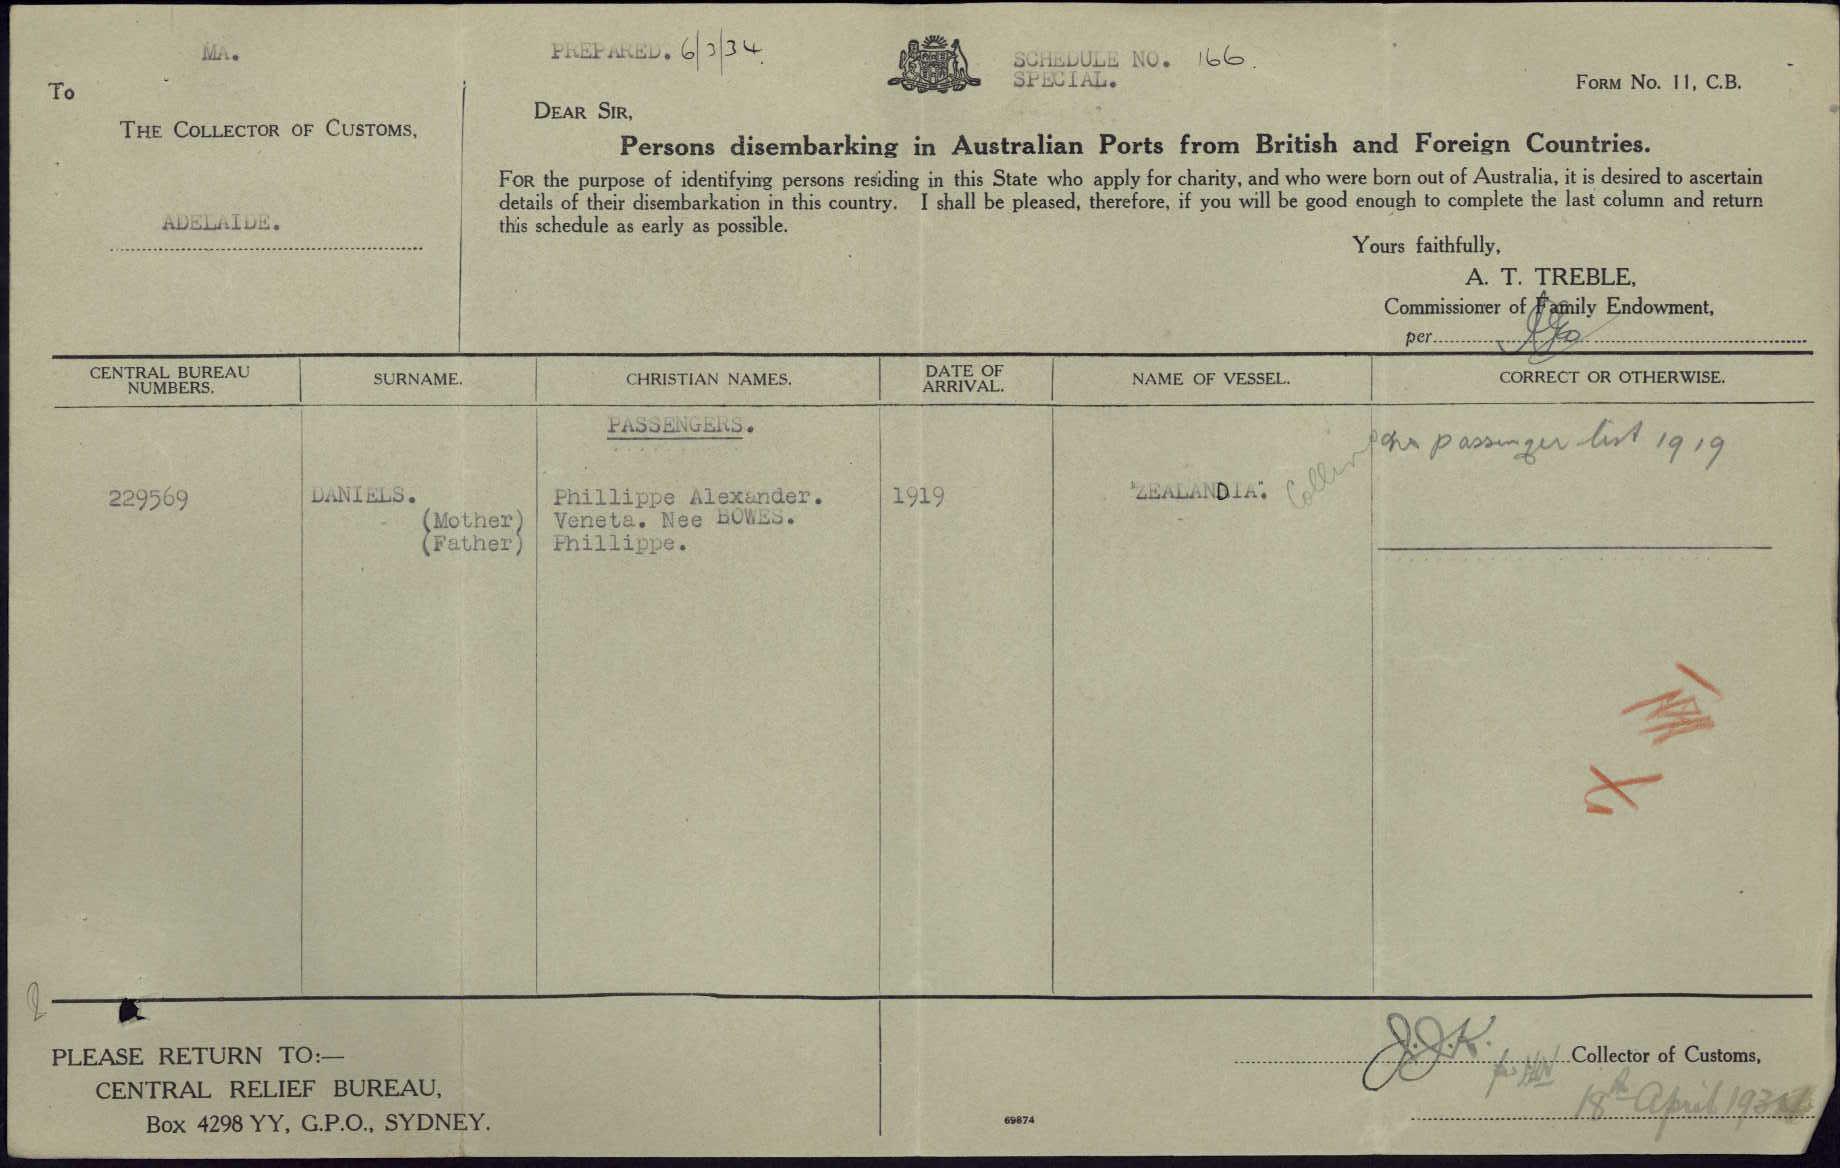 MA.
PREPARED. 6/3/34.
SCHEDULE NO. 166.
SPECIAL.
FORM No. 11, C.B.
To
THE COLLECTOR OF CUSTOMS,
ADELAIDE.
DEAR SIR,
Persons disembarking in Australian Ports from British and Foreign Countries.
FOR the purpose of identifying persons residing in this State who apply for charity, and who were born out of Australia, it is desired to ascertain
details of their disembarkation in this country. I shall be pleased, therefore, if you will be good enough to complete the last column and return
this schedule as early as possible.
Yours faithfully,
A. T. TREBLE,
Commissioner of Family Endowment,
per
CENTRAL BUREAU
NUMBERS.
SURNAME.
CHRISTIAN NAMES.
DATE OF
ARRIVAL.
NAME OF VESSEL.
CORRECT OR OTHERWISE.
PASSENGERS.
passenger list 1919
229569 DANIELS. Phillippe Alexander. 1919 "ZEALANDIA".
(Mother) Veneta. Nee BOWES.
(Father) Phillippe.
PLEASE RETURN TO:—
CENTRAL RELIEF BUREAU,
Box 4298 YY, G.P.O., SYDNEY.
69874
J.J.K.
Collector of Customs,
18th April 193